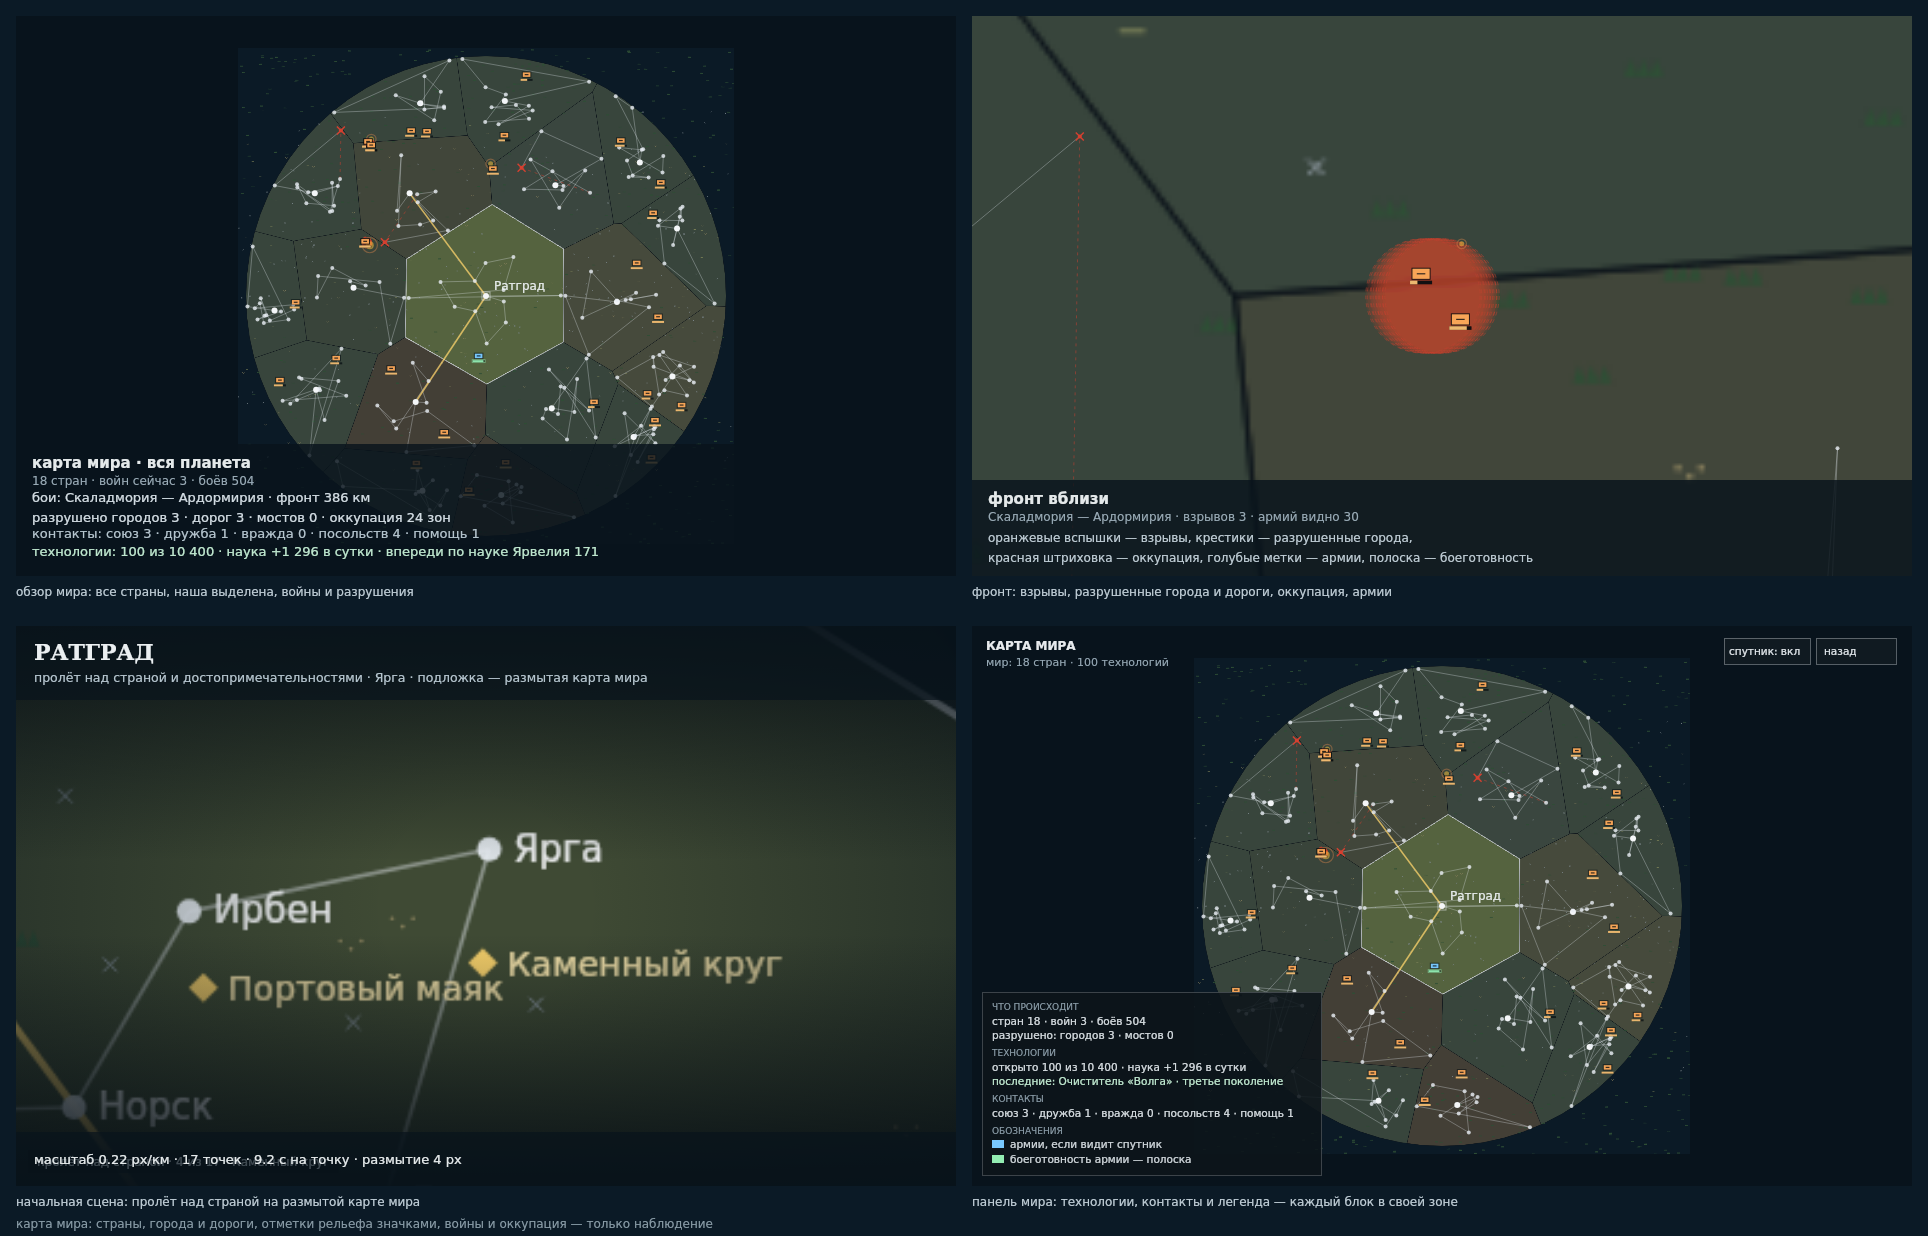 Ратград
карта мира · вся планета
18 стран · войн сейчас 3 · боёв 504
бои: Скаладмория — Ардормирия · фронт 386 км
разрушено городов 3 · дорог 3 · мостов 0 · оккупация 24 зон
контакты: союз 3 · дружба 1 · вражда 0 · посольств 4 · помощь 1
технологии: 100 из 10 400 · наука +1 296 в сутки · впереди по науке Ярвелия 171
обзор мира: все страны, наша выделена, войны и разрушения
фронт вблизи
Скаладмория — Ардормирия · взрывов 3 · армий видно 30
оранжевые вспышки — взрывы, крестики — разрушенные города,
красная штриховка — оккупация, голубые метки — армии, полоска — боеготовность
фронт: взрывы, разрушенные города и дороги, оккупация, армии
РАТГРАД
пролёт над страной и достопримечательностями · Ярга · подложка — размытая карта мира
Ярга
Ирбен
Каменный круг
Портовый маяк
Норск
масштаб 0.22 px/км · 17 точек · 9.2 с на точку · размытие 4 px
начальная сцена: пролёт над страной на размытой карте мира
карта мира: страны, города и дороги, отметки рельефа значками, войны и оккупация — только наблюдение
КАРТА МИРА
мир: 18 стран · 100 технологий
спутник: вкл
назад
Ратград
ЧТО ПРОИСХОДИТ
стран 18 · войн 3 · боёв 504
разрушено: городов 3 · мостов 0
ТЕХНОЛОГИИ
открыто 100 из 10 400 · наука +1 296 в сутки
последние: Очиститель «Волга» · третье поколение
КОНТАКТЫ
союз 3 · дружба 1 · вражда 0 · посольств 4 · помощь 1
ОБОЗНАЧЕНИЯ
армии, если видит спутник
боеготовность армии — полоска
панель мира: технологии, контакты и легенда — каждый блок в своей зоне